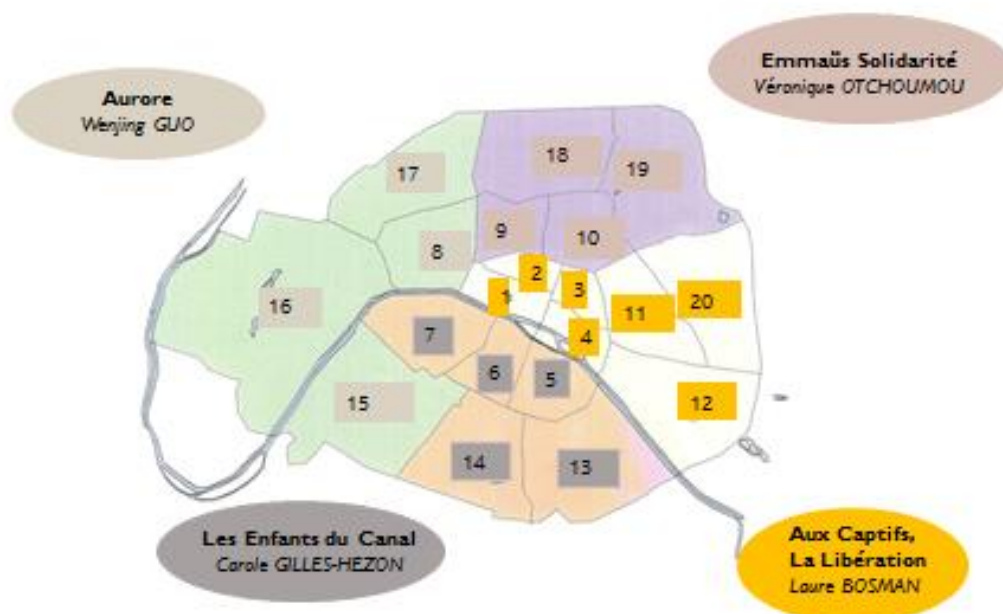 Emmaüs Solidarité
Véronique OTCHOUMOU
Aurore
Wenjing GUO
18
19
17
9
10
8
2
3
1
11
20
16
4
7
6
5
12
15
14
13
Les Enfants du Canal
Carole GILLES-HEZON
Aux Captifs,
La Libération
Laure BOSMAN